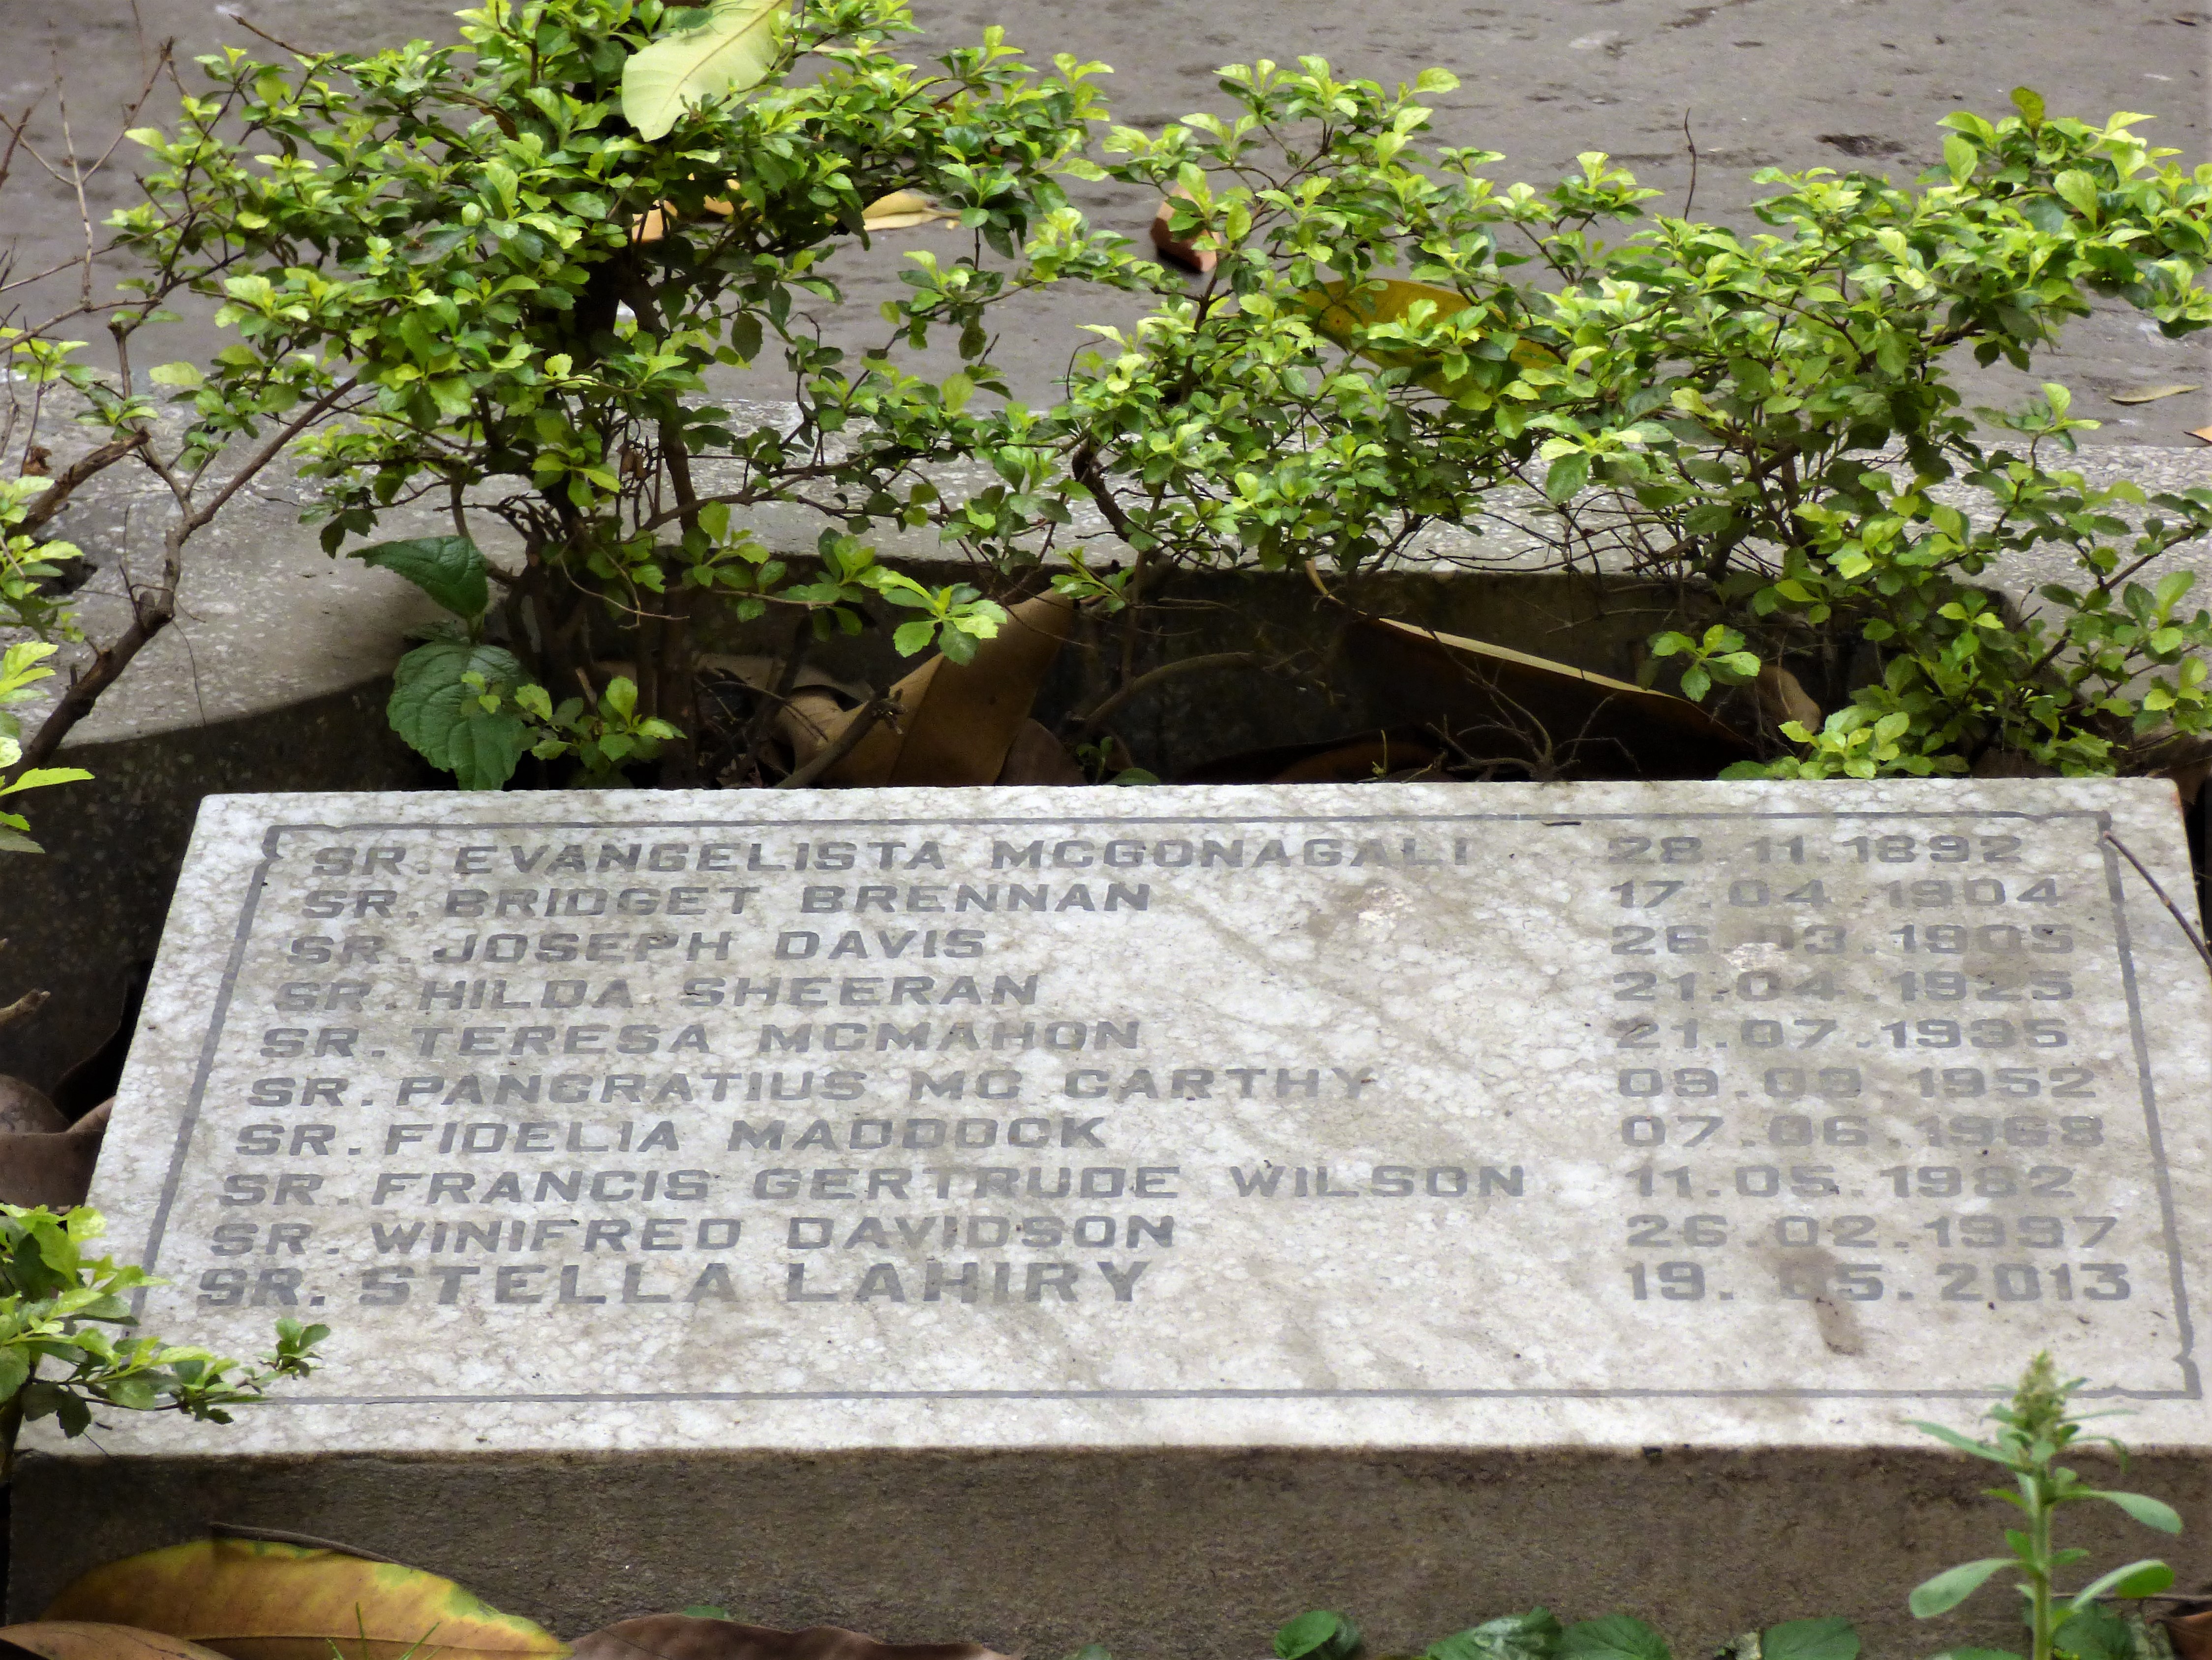 SR. EVANGELISTA MCGONAGALI 28.11.1892
SR. BRIDGET BRENNAN 17.04.1904
SR. JOSEPH DAVIS 26.03.1905
SR. HILDA SHEERAN 21.04.1925
SR. TERESA MCMAHON 21.07.1935
SR. PANCRATIUS MC CARTHY 09.09.1952
SR. FIDELIA MADDOCK 07.06.1968
SR. FRANCIS GERTRUDE WILSON 11.05.1982
SR. WINIFRED DAVIDSON 26.02.1997
SR. STELLA LAHIRY 19.05.2013